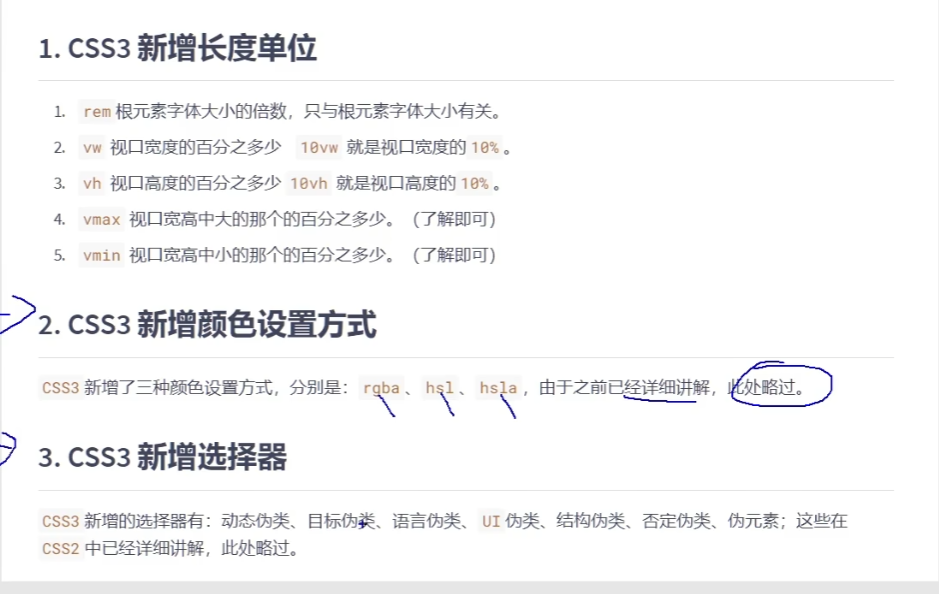 1. CSS3 新增长度单位
1. rem 根元素字体大小的倍数，只与根元素字体大小有关。
2. vw 视口宽度的百分之多少 10vw 就是视口宽度的 10% 。
3. vh 视口高度的百分之多少 10vh 就是视口高度的 10% 。
4. vmax 视口宽高中大的那个的百分之多少。（了解即可）
5. vmin 视口宽高中小的那个的百分之多少。（了解即可）
2. CSS3 新增颜色设置方式
CSS3 新增了三种颜色设置方式，分别是： rgba 、 hsl 、 hsla ，由于之前已经详细讲解，此处略过。
3. CSS3 新增选择器
CSS3 新增的选择器有：动态伪类、目标伪类、语言伪类、 UI 伪类、结构伪类、否定伪类、伪元素；这些在
CSS2 中已经详细讲解，此处略过。